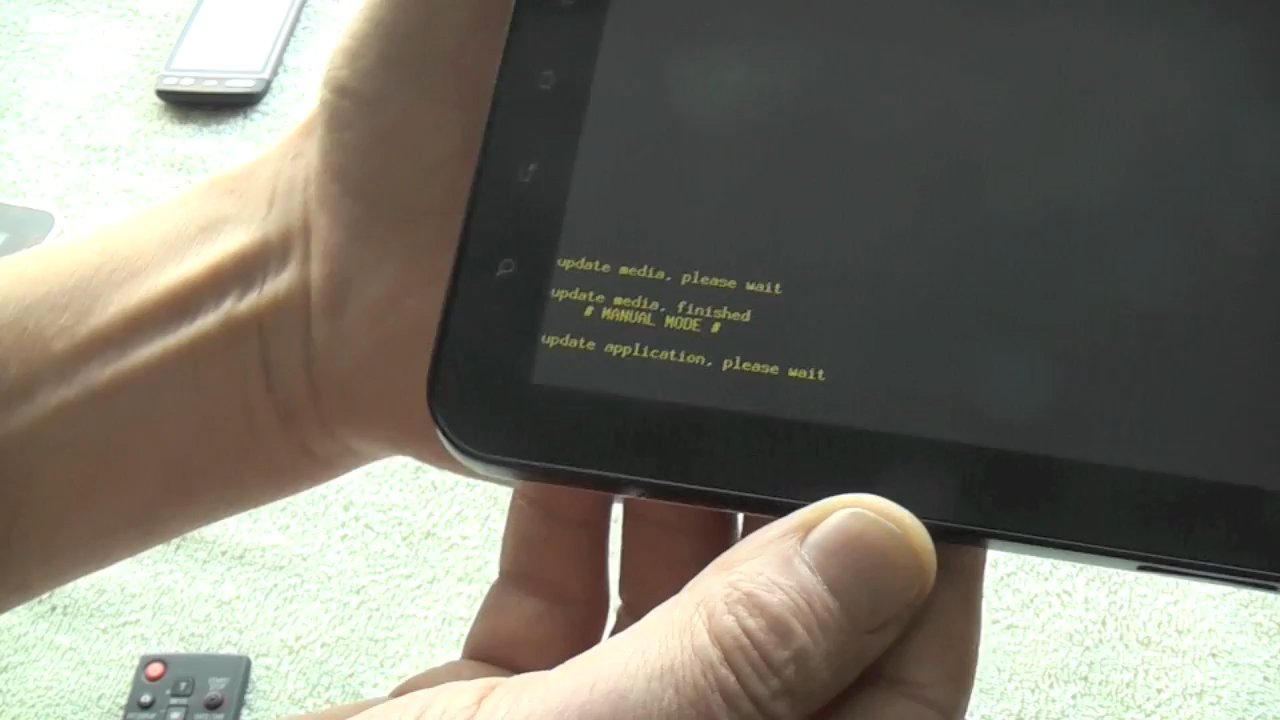 update media, please wait
update media, finished
# MANUAL MODE #
update application, please wait